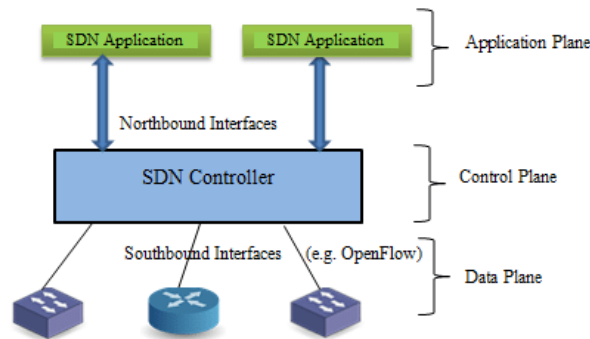 SDN Application
SDN Application
Application Plane
Northbound Interfaces
SDN Controller
Control Plane
Southbound Interfaces
(e.g. OpenFlow)
Data Plane